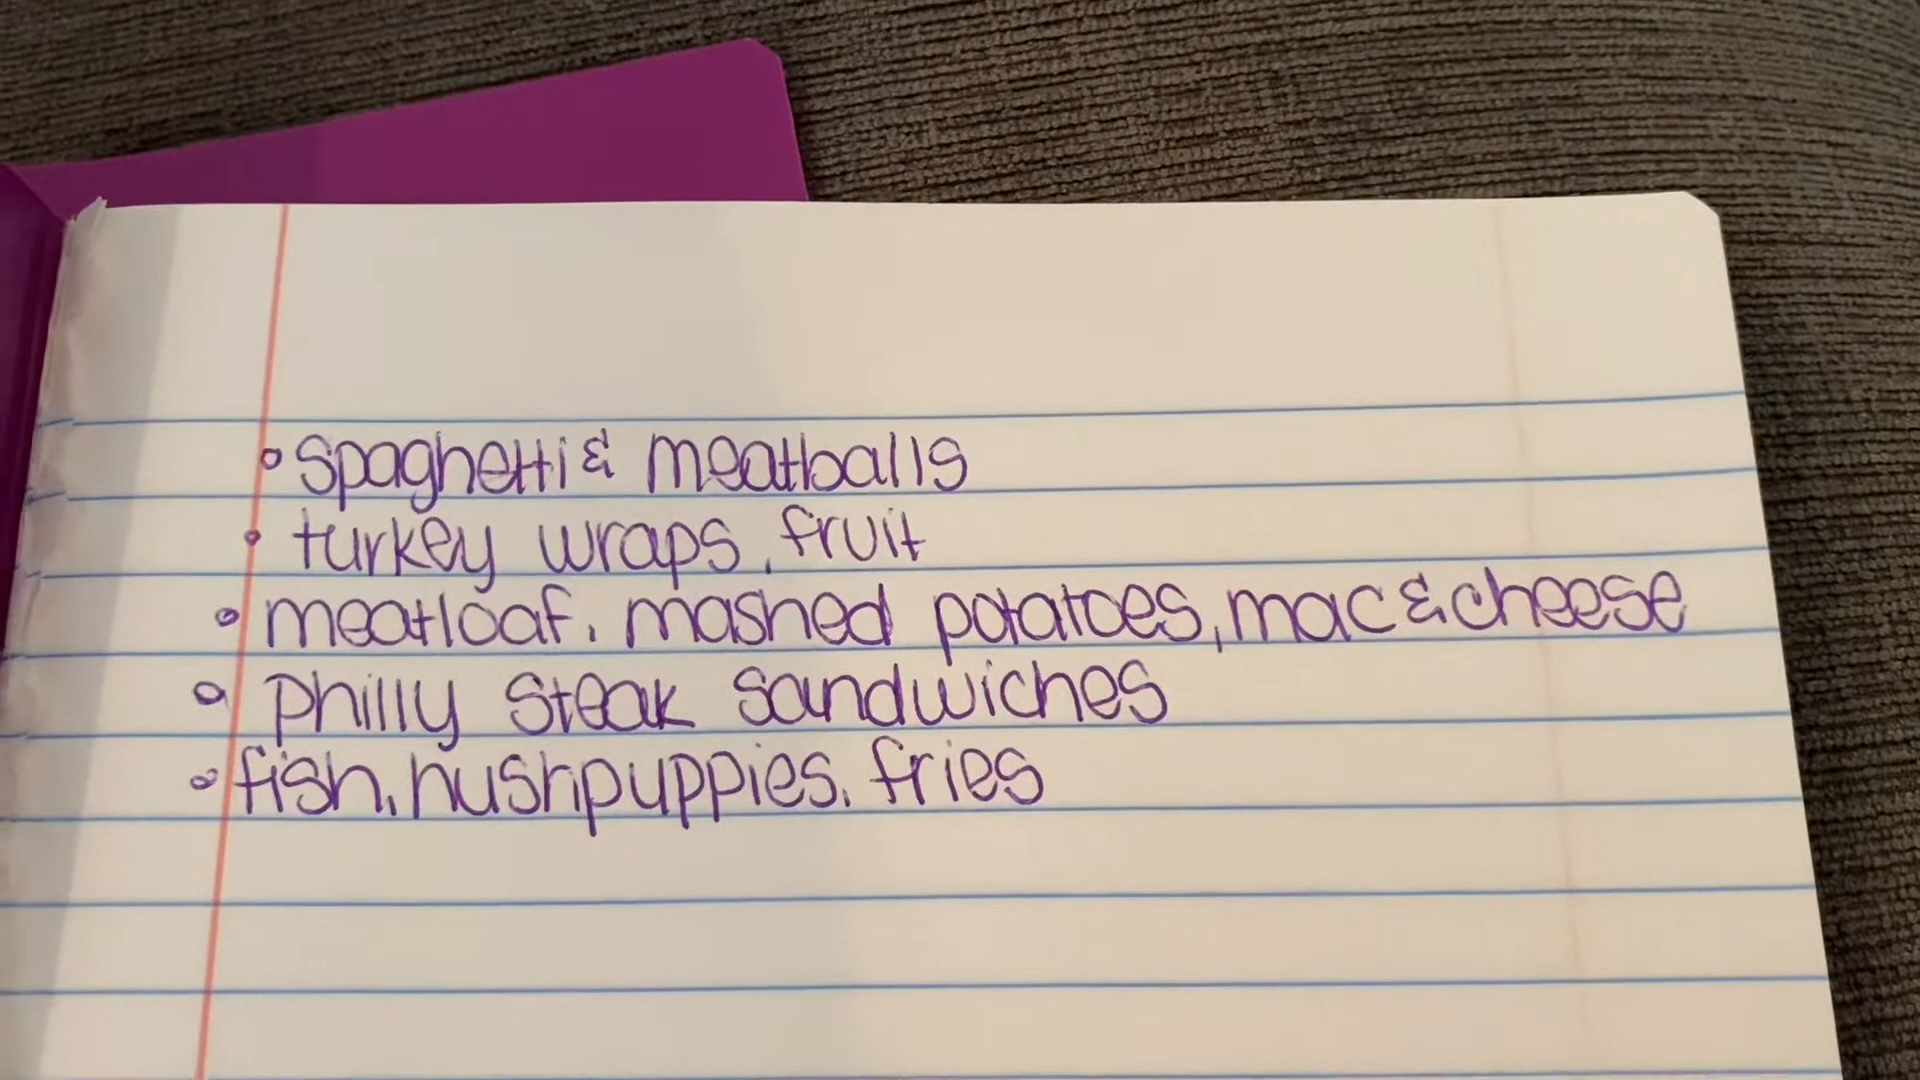 • Spaghetti & meatballs
• turkey wraps, fruit
• meatloaf, mashed potatoes, mac & cheese
• Philly Steak Sandwiches
• fish, hushpuppies, fries